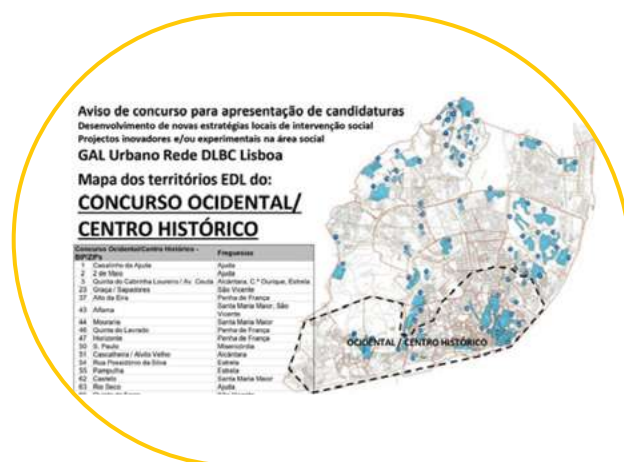 Aviso de concurso para apresentação de candidaturas
Desenvolvimento de novas estratégias locais de intervenção social
Projectos inovadores e/ou experimentais na área social
GAL Urbano Rede DLBC Lisboa
Mapa dos territórios EDL do:
CONCURSO OCIDENTAL/
CENTRO HISTÓRICO
Concurso Ocidental/Centro Histórico -
BIP/ZIPs Freguesias
1 Casalinho da Ajuda Ajuda
2 2 de Maio Ajuda
Quinta do Cabrinha Loureiro / Av. Ceuta Alcântara, C.º Ourique, Estrela
23 Graça / Sapadores São Vicente
37 Alto da Eira Penha de França
43 Alfama Santa Maria Maior, São
Vicente
44 Mouraria Santa Maria Maior
46 Quinta do Lavrado Penha de França
47 Horizonte Penha de França
50 S. Paulo Misericórdia
51 Cascalheira / Alvito Velho Alcântara
54 Rua Possidónio da Silva Estrela
55 Pampulha Estrela
62 Castelo Santa Maria Maior
63 Rio Seco Ajuda
OCIDENTAL / CENTRO HISTÓRICO